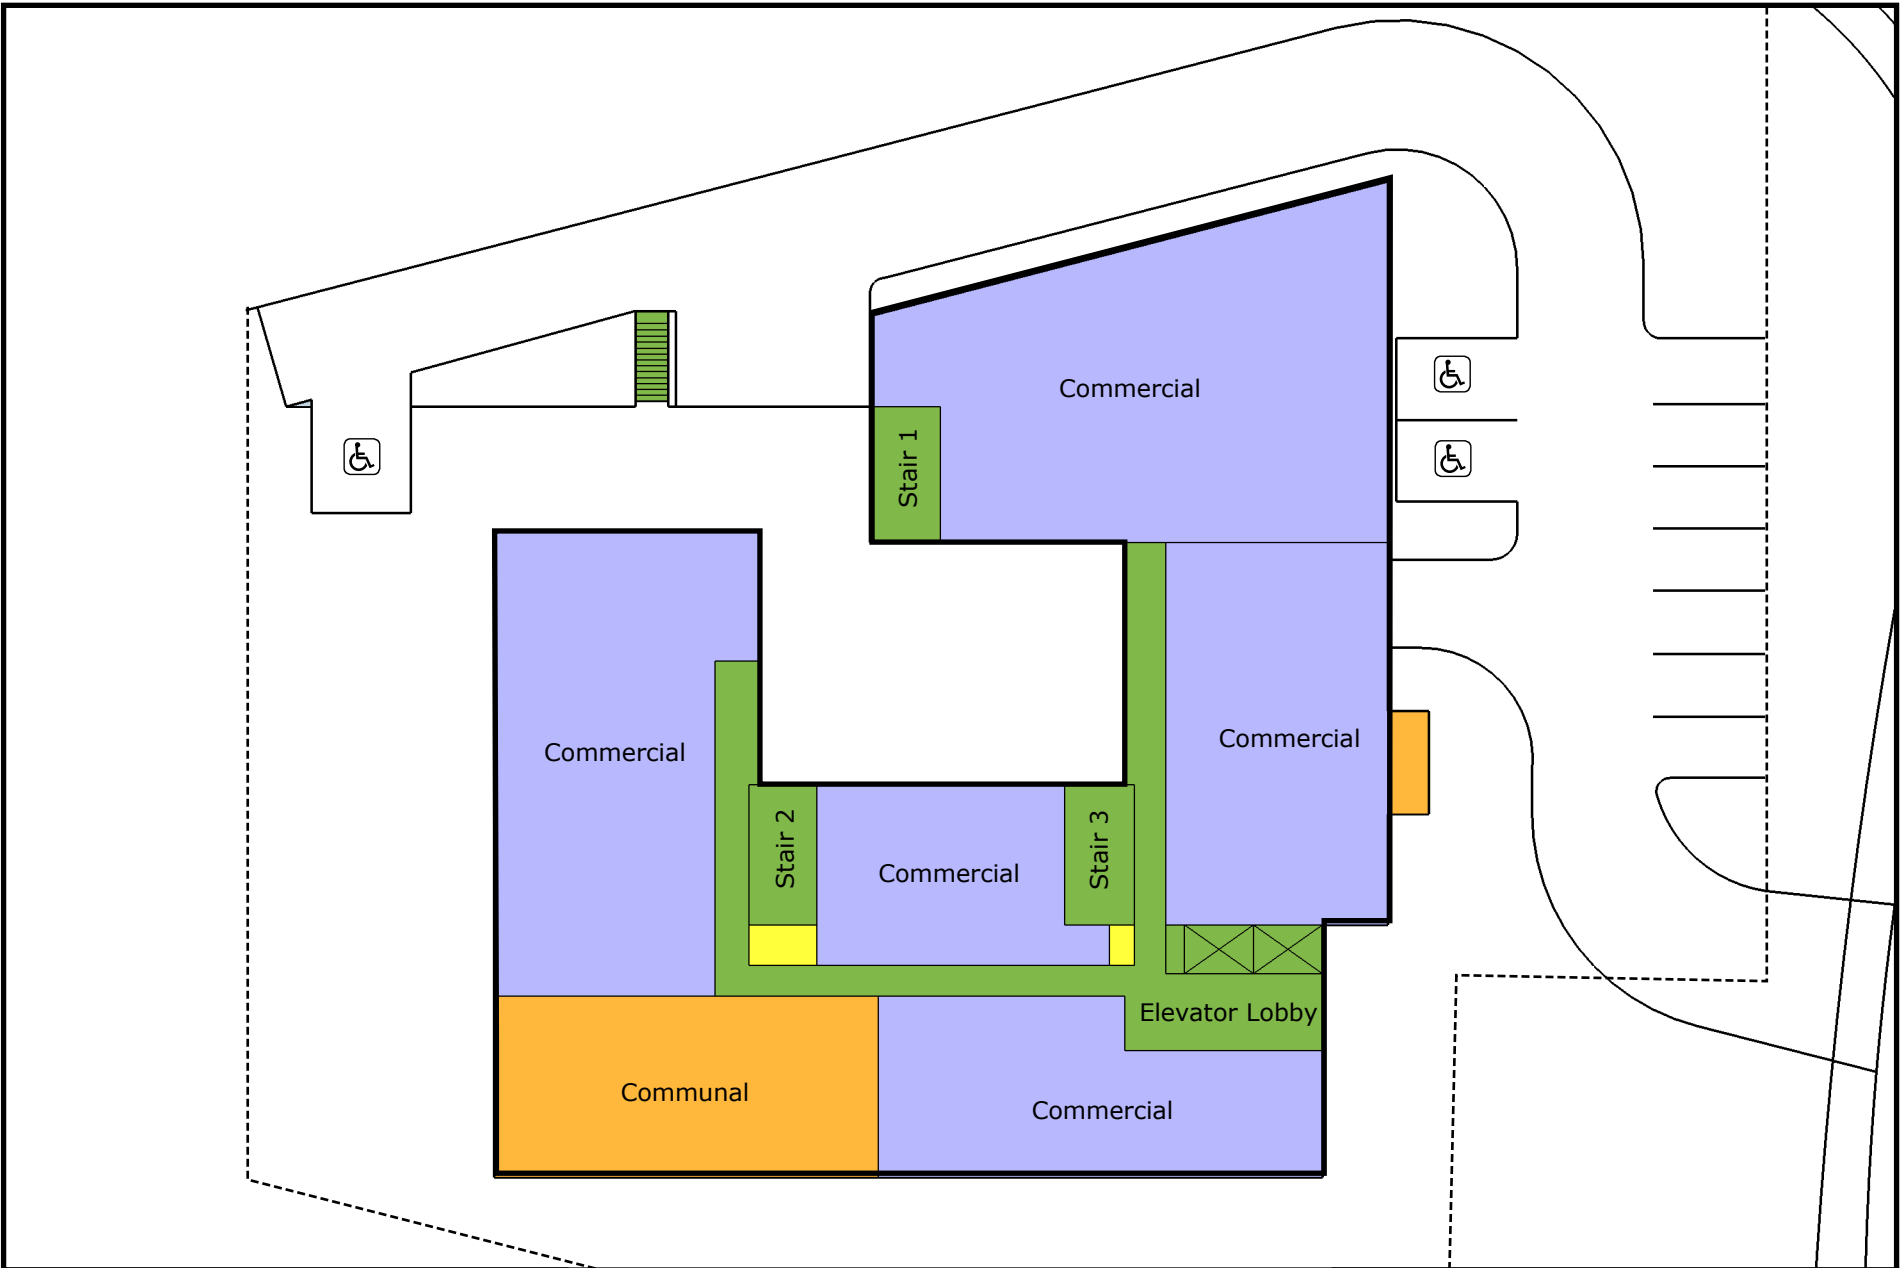 Commercial
Stair 1
Commercial
Commercial
Stair 2
Commercial
Stair 3
Elevator Lobby
Communal
Commercial